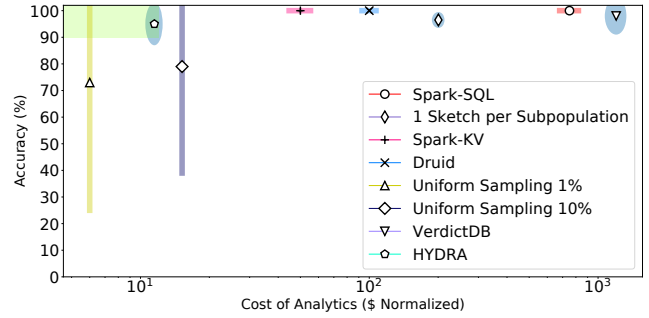 100
90
80
70
60
50
40
30
20
10
0
Accuracy (%)
Spark-SQL
1 Sketch per Subpopulation
Spark-KV
Druid
Uniform Sampling 1%
Uniform Sampling 10%
VerdictDB
HYDRA
10¹ 10² 10³
Cost of Analytics ($ Normalized)